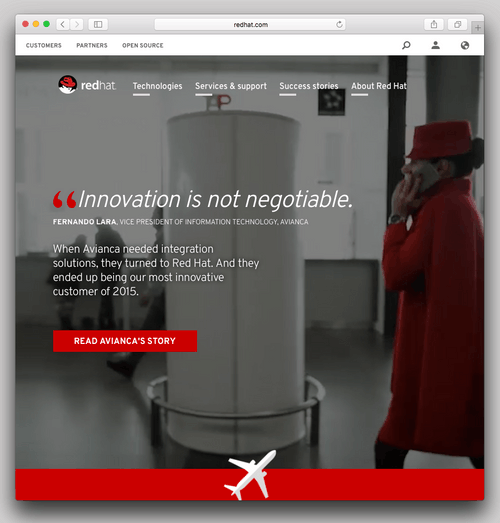 redhat.com
CUSTOMERS PARTNERS OPEN SOURCE
redhat. Technologies Services & support Success stories About Red Hat
“Innovation is not negotiable.
FERNANDO LARA, VICE PRESIDENT OF INFORMATION TECHNOLOGY, AVIANCA
When Avianca needed integration
solutions, they turned to Red Hat. And they
ended up being our most innovative
customer of 2015.
READ AVIANCA'S STORY